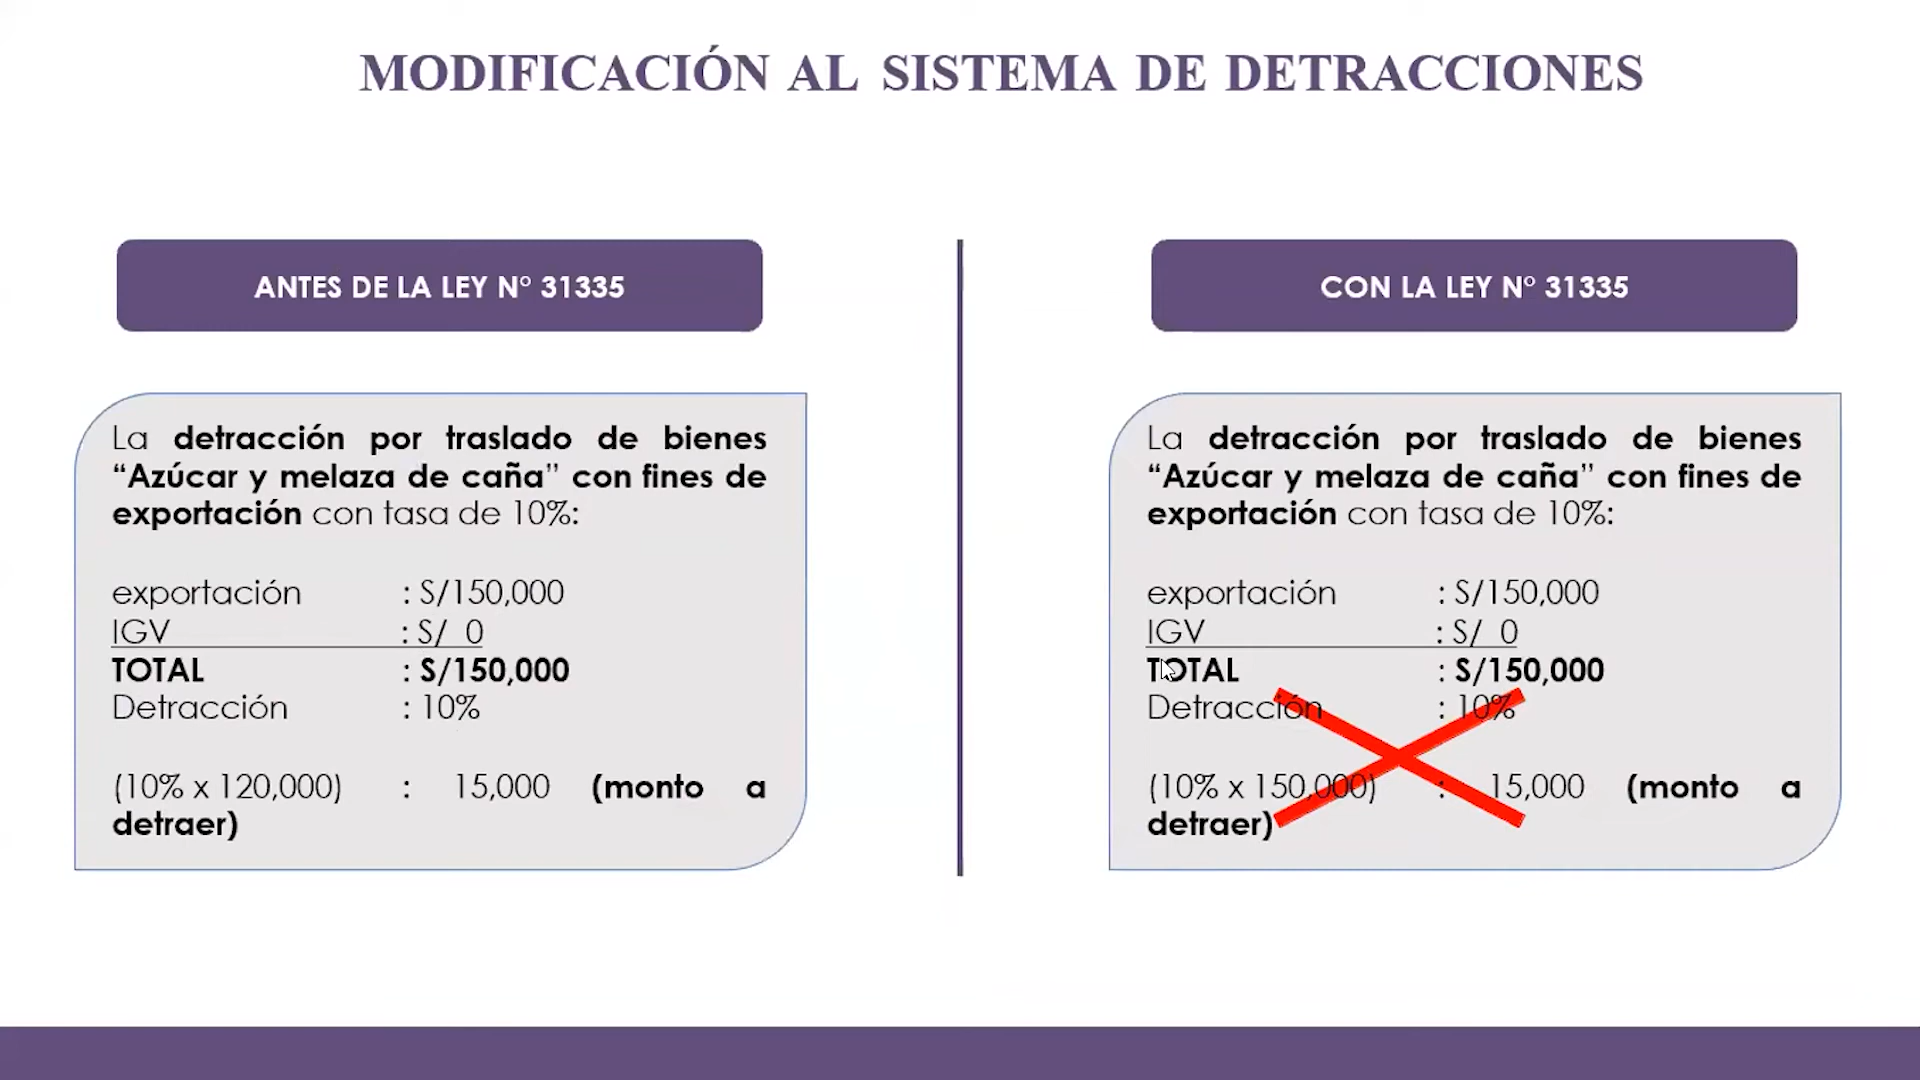 MODIFICACIÓN AL SISTEMA DE DETRACCIONES
ANTES DE LA LEY N° 31335
La detracción por traslado de bienes
“Azúcar y melaza de caña” con fines de
exportación con tasa de 10%:
exportación : S/150,000
IGV : S/ 0
TOTAL : S/150,000
Detracción : 10%
(10% x 120,000) : 15,000 (monto a
detraer)
CON LA LEY N° 31335
La detracción por traslado de bienes
“Azúcar y melaza de caña” con fines de
exportación con tasa de 10%:
exportación : S/150,000
IGV : S/ 0
TOTAL : S/150,000
Detracción : 10%
(10% x 150,000) : 15,000 (monto a
detraer)